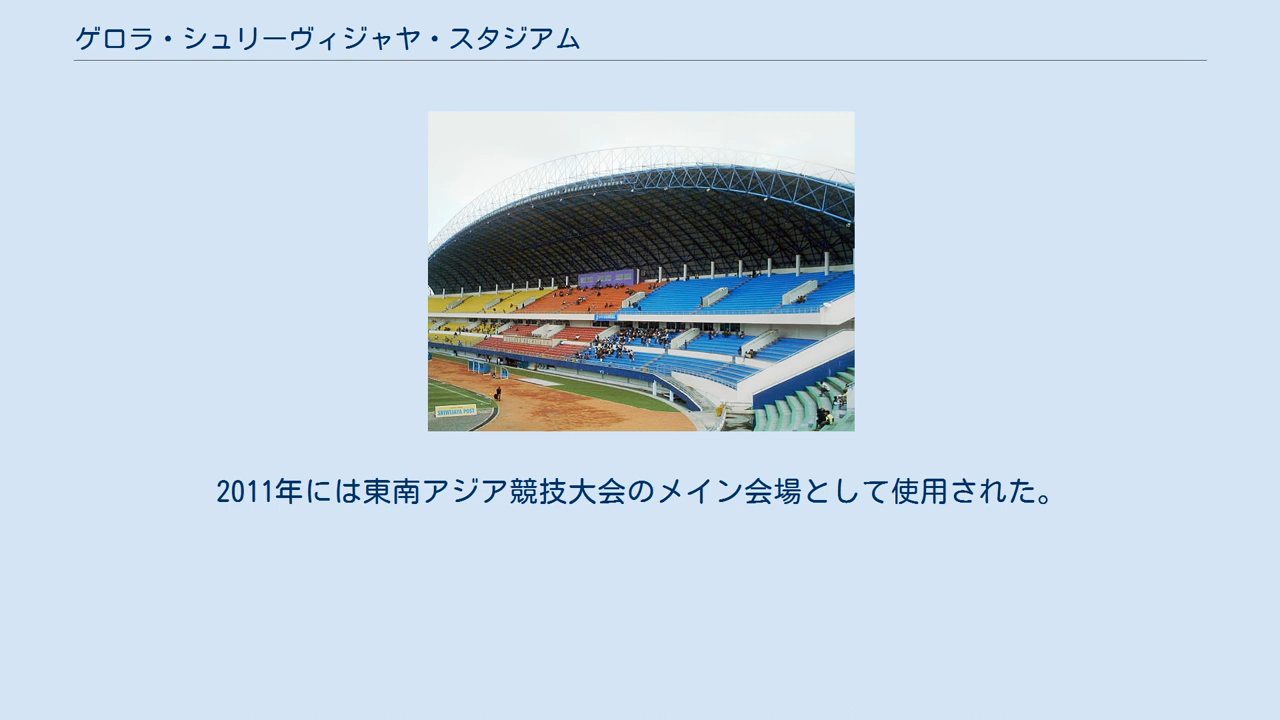 ゲロラ・シュリーヴィジャヤ・スタジアム
SRIWIJAYA POST
2011年には東南アジア競技大会のメイン会場として使用された。